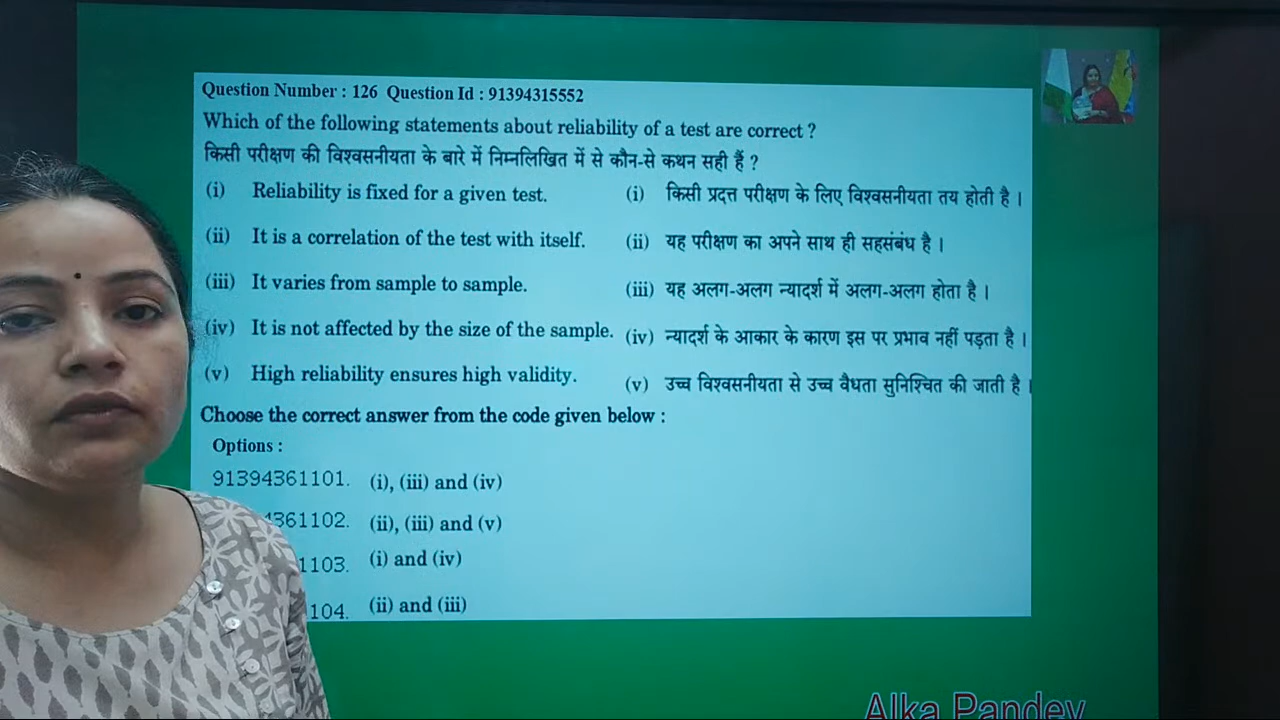 Question Number : 126 Question Id : 91394315552
Which of the following statements about reliability of a test are correct ?
किसी परीक्षण की विश्वसनीयता के बारे में निम्नलिखित में से कौन-से कथन सही हैं ?
(i) Reliability is fixed for a given test. (i) किसी प्रदत्त परीक्षण के लिए विश्वसनीयता तय होती है ।
(ii) It is a correlation of the test with itself. (ii) यह परीक्षण का अपने साथ ही सहसंबंध है ।
(iii) It varies from sample to sample. (iii) यह अलग-अलग न्यादर्श में अलग-अलग होता है ।
(iv) It is not affected by the size of the sample. (iv) न्यादर्श के आकार के कारण इस पर प्रभाव नहीं पड़ता है ।
(v) High reliability ensures high validity. (v) उच्च विश्वसनीयता से उच्च वैधता सुनिश्चित की जाती है ।
Choose the correct answer from the code given below :
Options :
91394361101. (i), (iii) and (iv)
4361102. (ii), (iii) and (v)
1103. (i) and (iv)
104. (ii) and (iii)
Alka Pandey